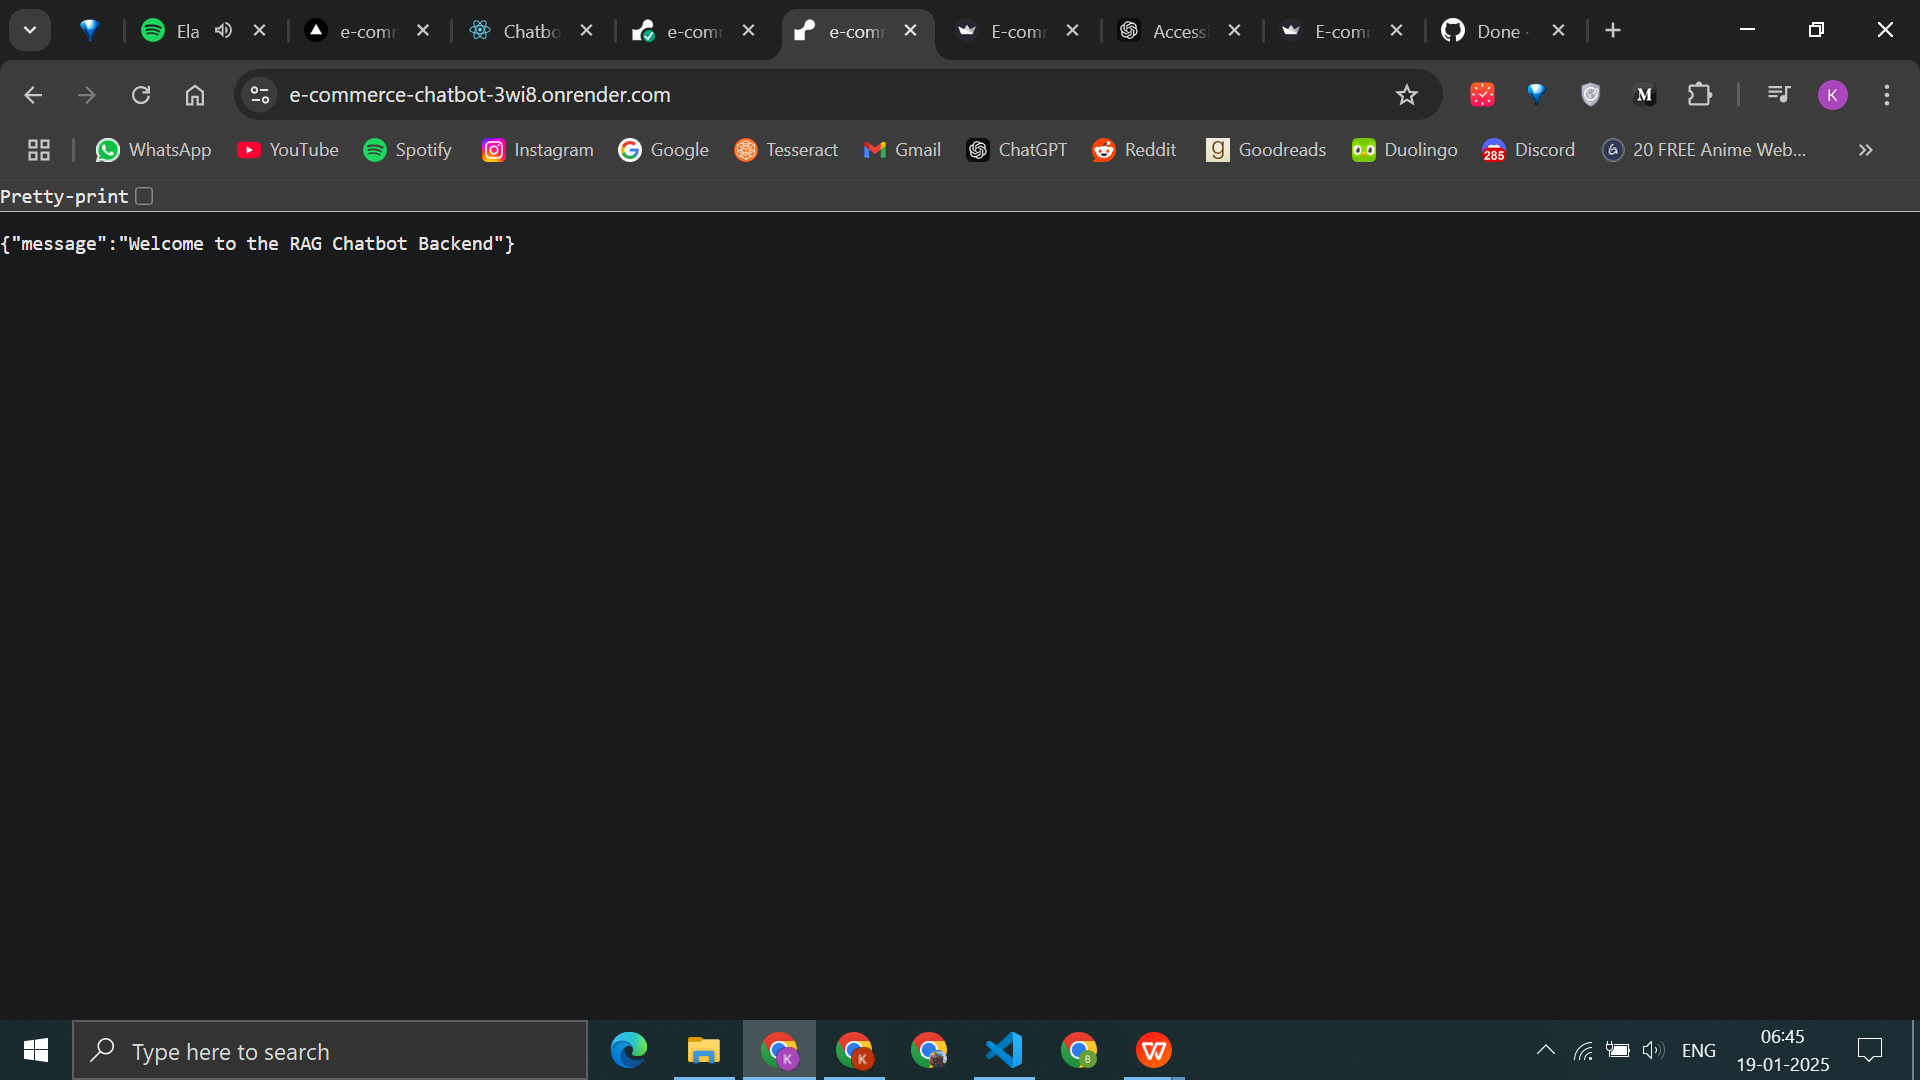 Ela
e-comr
Chatbo
e-comr
e-comr
E-comr
Access
E-comr
Done
e-commerce-chatbot-3wi8.onrender.com
M
K
WhatsApp
YouTube
Spotify
Instagram
Google
Tesseract
Gmail
ChatGPT
Reddit
Goodreads
Duolingo
285
Discord
20 FREE Anime Web...
Pretty-print
{"message":"Welcome to the RAG Chatbot Backend"}
Type here to search
K
K
B
W
ENG
06:45
19-01-2025